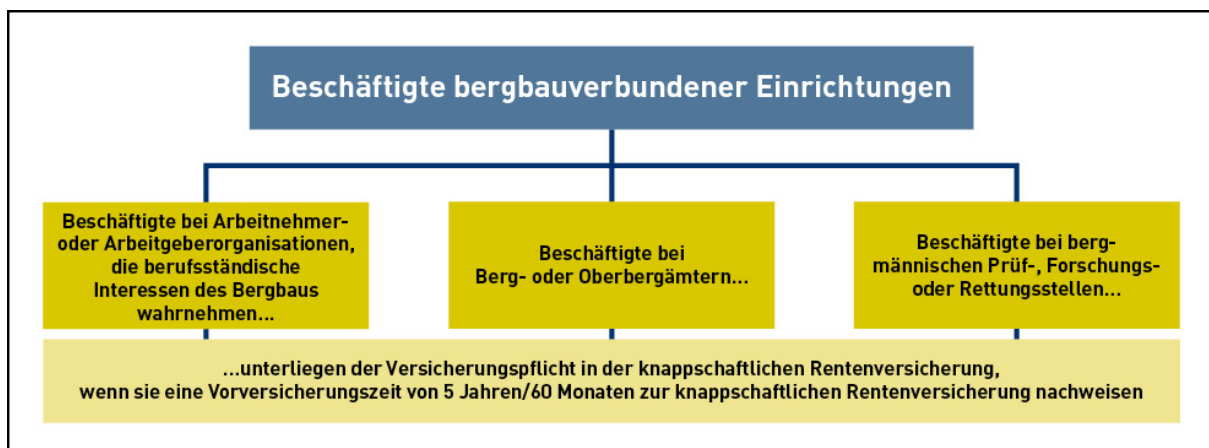 Beschäftigte bergbauverbundener Einrichtungen
Beschäftigte bei Arbeitnehmer-
oder Arbeitgeberorganisationen,
die berufsständische
Interessen des Bergbaus
wahrnehmen...
Beschäftigte bei
Berg- oder Oberbergämtern...
Beschäftigte bei berg-
männischen Prüf-, Forschungs-
oder Rettungsstellen...
...unterliegen der Versicherungspflicht in der knappschaftlichen Rentenversicherung,
wenn sie eine Vorversicherungszeit von 5 Jahren/60 Monaten zur knappschaftlichen Rentenversicherung nachweisen